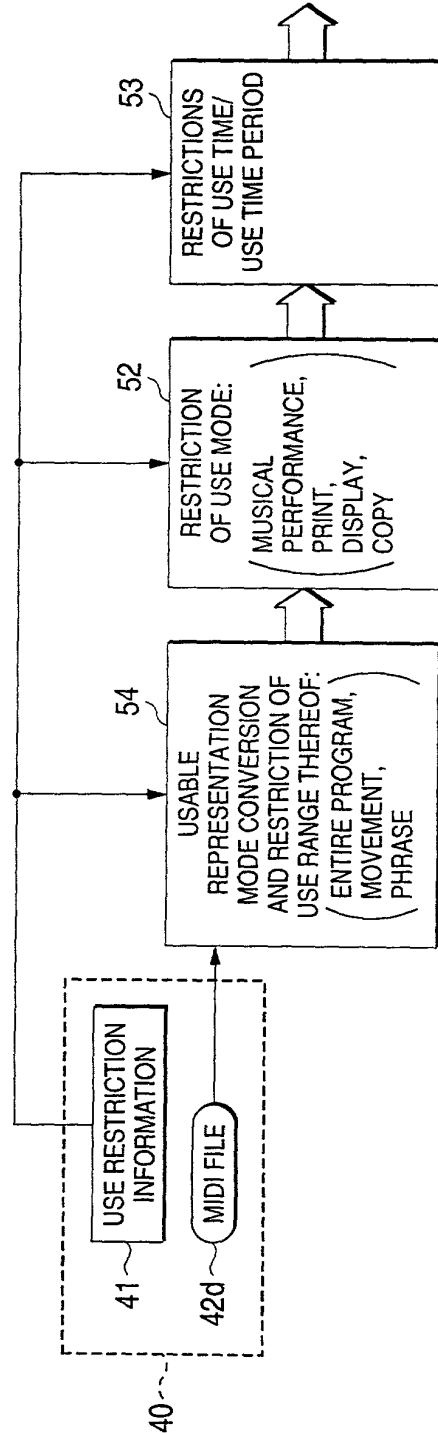 40
USE RESTRICTION
INFORMATION
41
MIDI FILE
42d
54
USABLE
REPRESENTATION
MODE CONVERSION
AND RESTRICTION OF
USE RANGE THEREOF:
(ENTIRE PROGRAM,
MOVEMENT,
PHRASE)
52
RESTRICTION
OF USE MODE:
(MUSICAL
PERFORMANCE,
PRINT,
DISPLAY,
COPY)
53
RESTRICTIONS
OF USE TIME/
USE TIME PERIOD